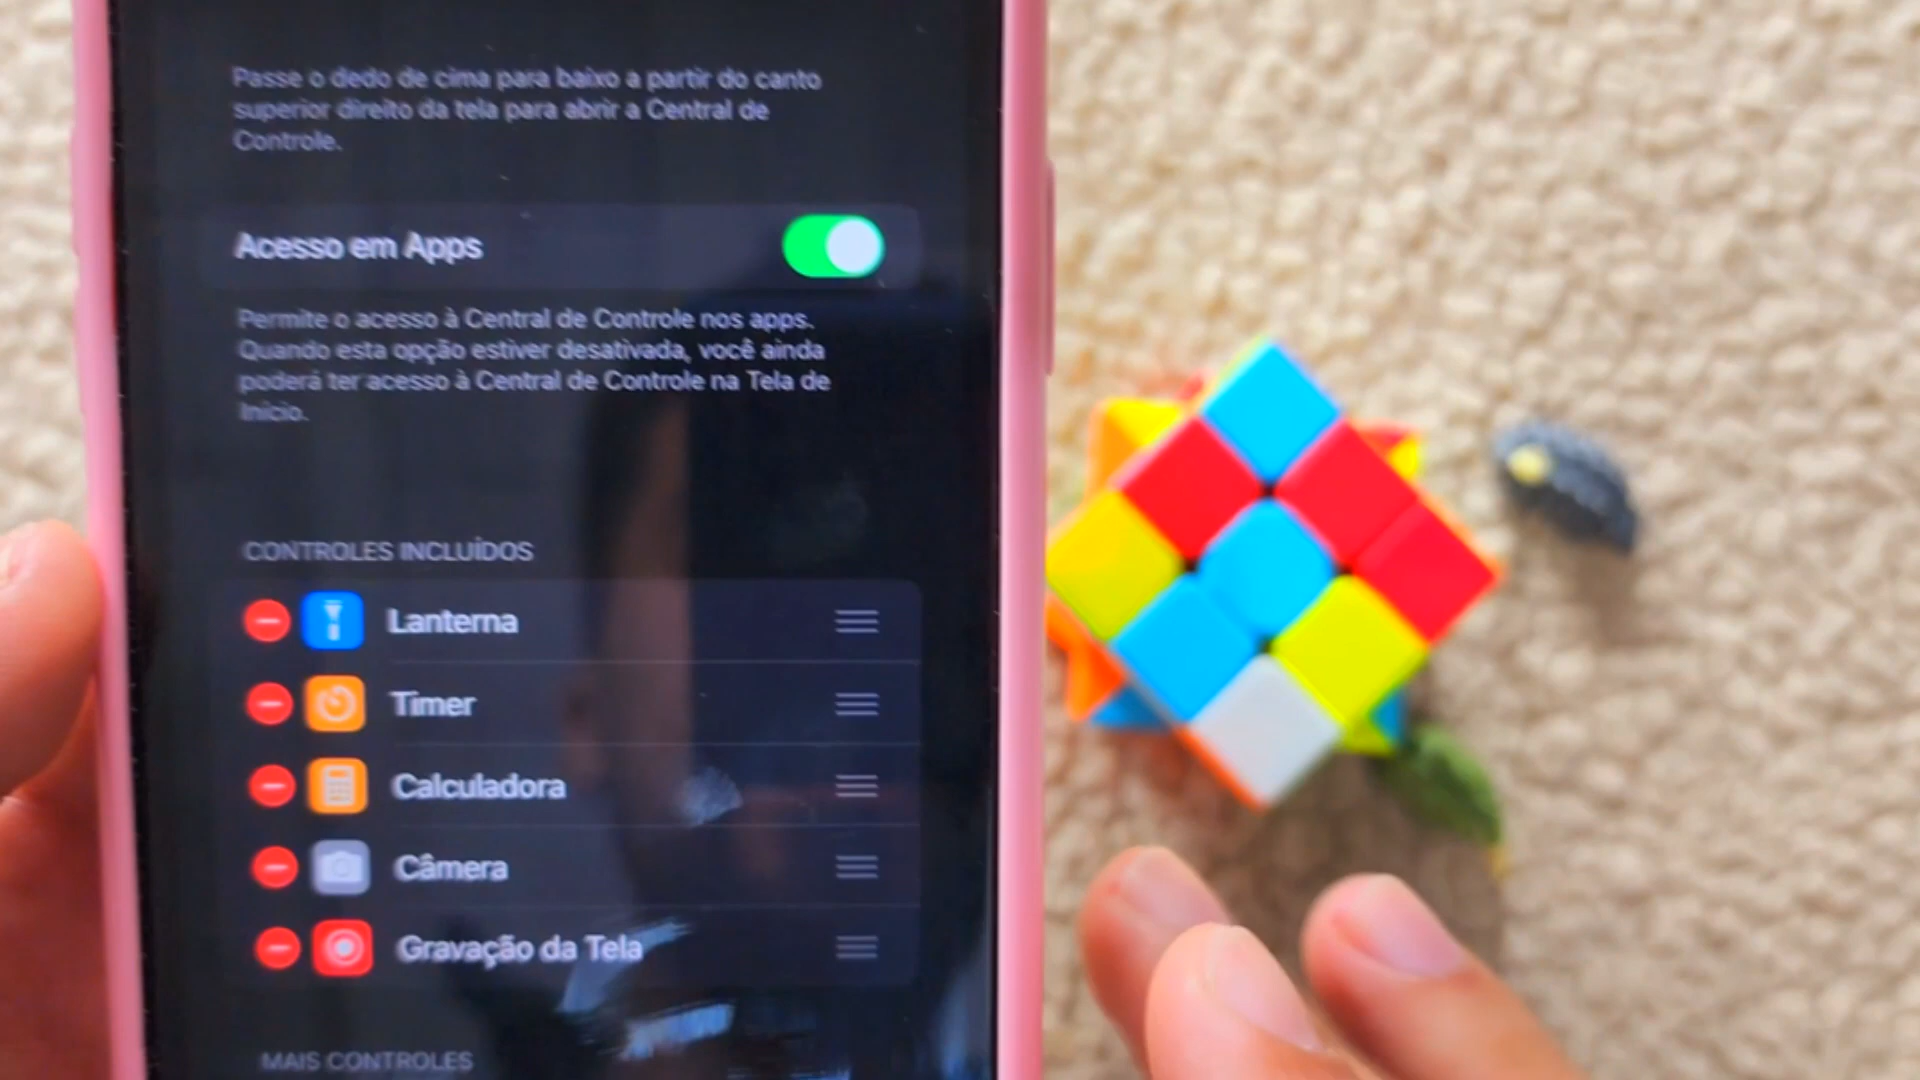 Passe o dedo de cima para baixo a partir do canto
superior direito da tela para abrir a Central de
Controle.
Acesso em Apps
Permite o acesso à Central de Controle nos apps.
Quando esta opção estiver desativada, você ainda
poderá ter acesso à Central de Controle na Tela de
Início.
CONTROLES INCLUÍDOS
Lanterna
Timer
Calculadora
Câmera
Gravação da Tela
MAIS CONTROLES